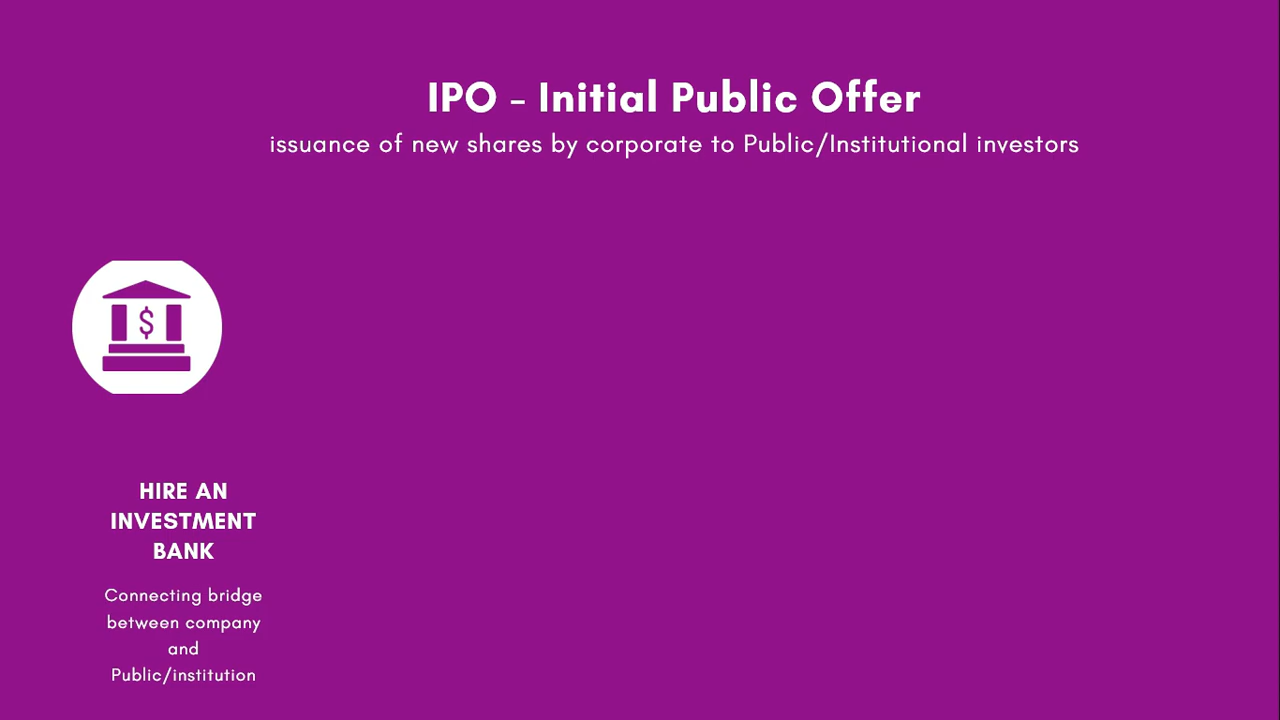 IPO - Initial Public Offer
issuance of new shares by corporate to Public/Institutional investors
$
HIRE AN
INVESTMENT
BANK
Connecting bridge
between company
and
Public/institution